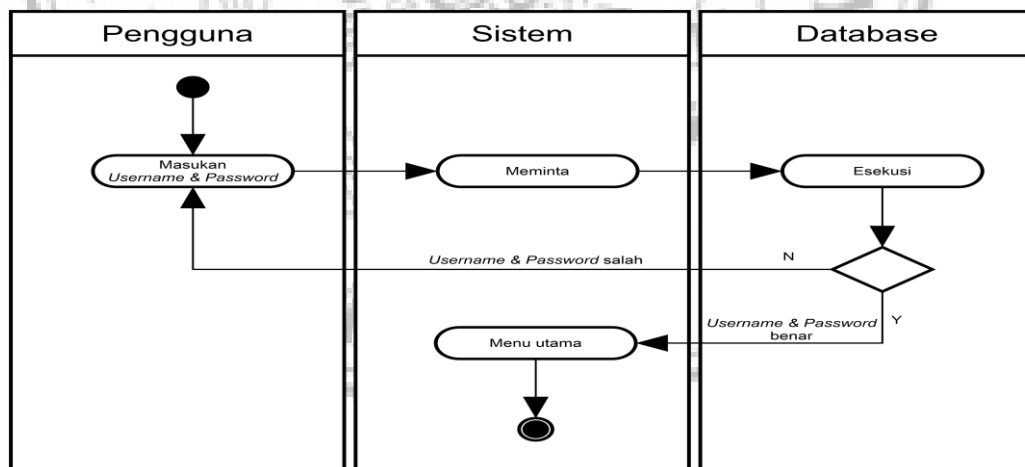 Pengguna
Sistem
Database
Masukan
Username & Password
Meminta
Esekusi
Username & Password salah
N
Username & Password
benar
Y
Menu utama